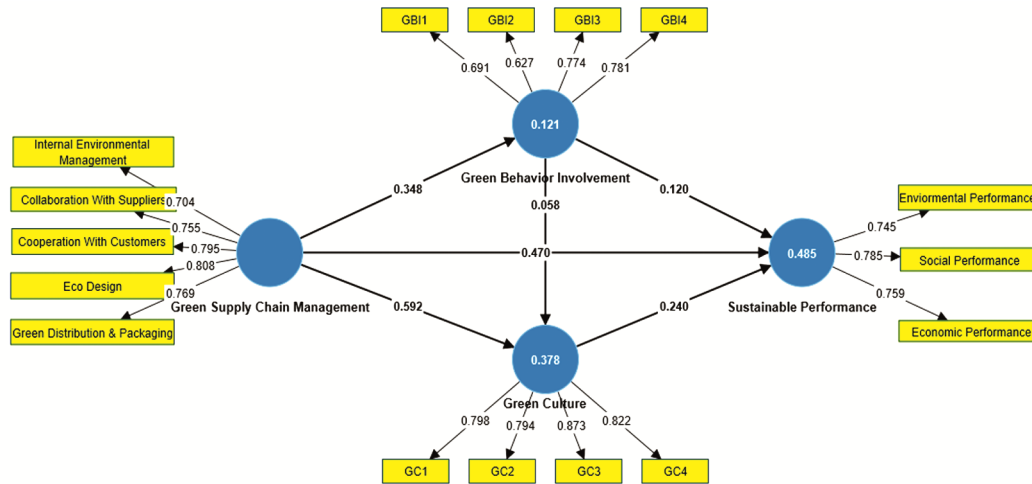 GBI1 GBI2 GBI3 GBI4
0.691 0.627 0.774 0.781
0.121
Green Behavior Involvement
Internal Environmental
Management
Collaboration With Suppliers
Cooperation With Customers
Eco Design
Green Distribution & Packaging
0.704
0.755
0.795
0.808
0.769
Green Supply Chain Management
0.348
0.058
0.120
0.470
0.592
0.240
0.485
Sustainable Performance
0.745
0.785
0.759
Enviormental Performance
Social Performance
Economic Performance
0.378
Green Culture
0.798 0.794 0.873 0.822
GC1 GC2 GC3 GC4